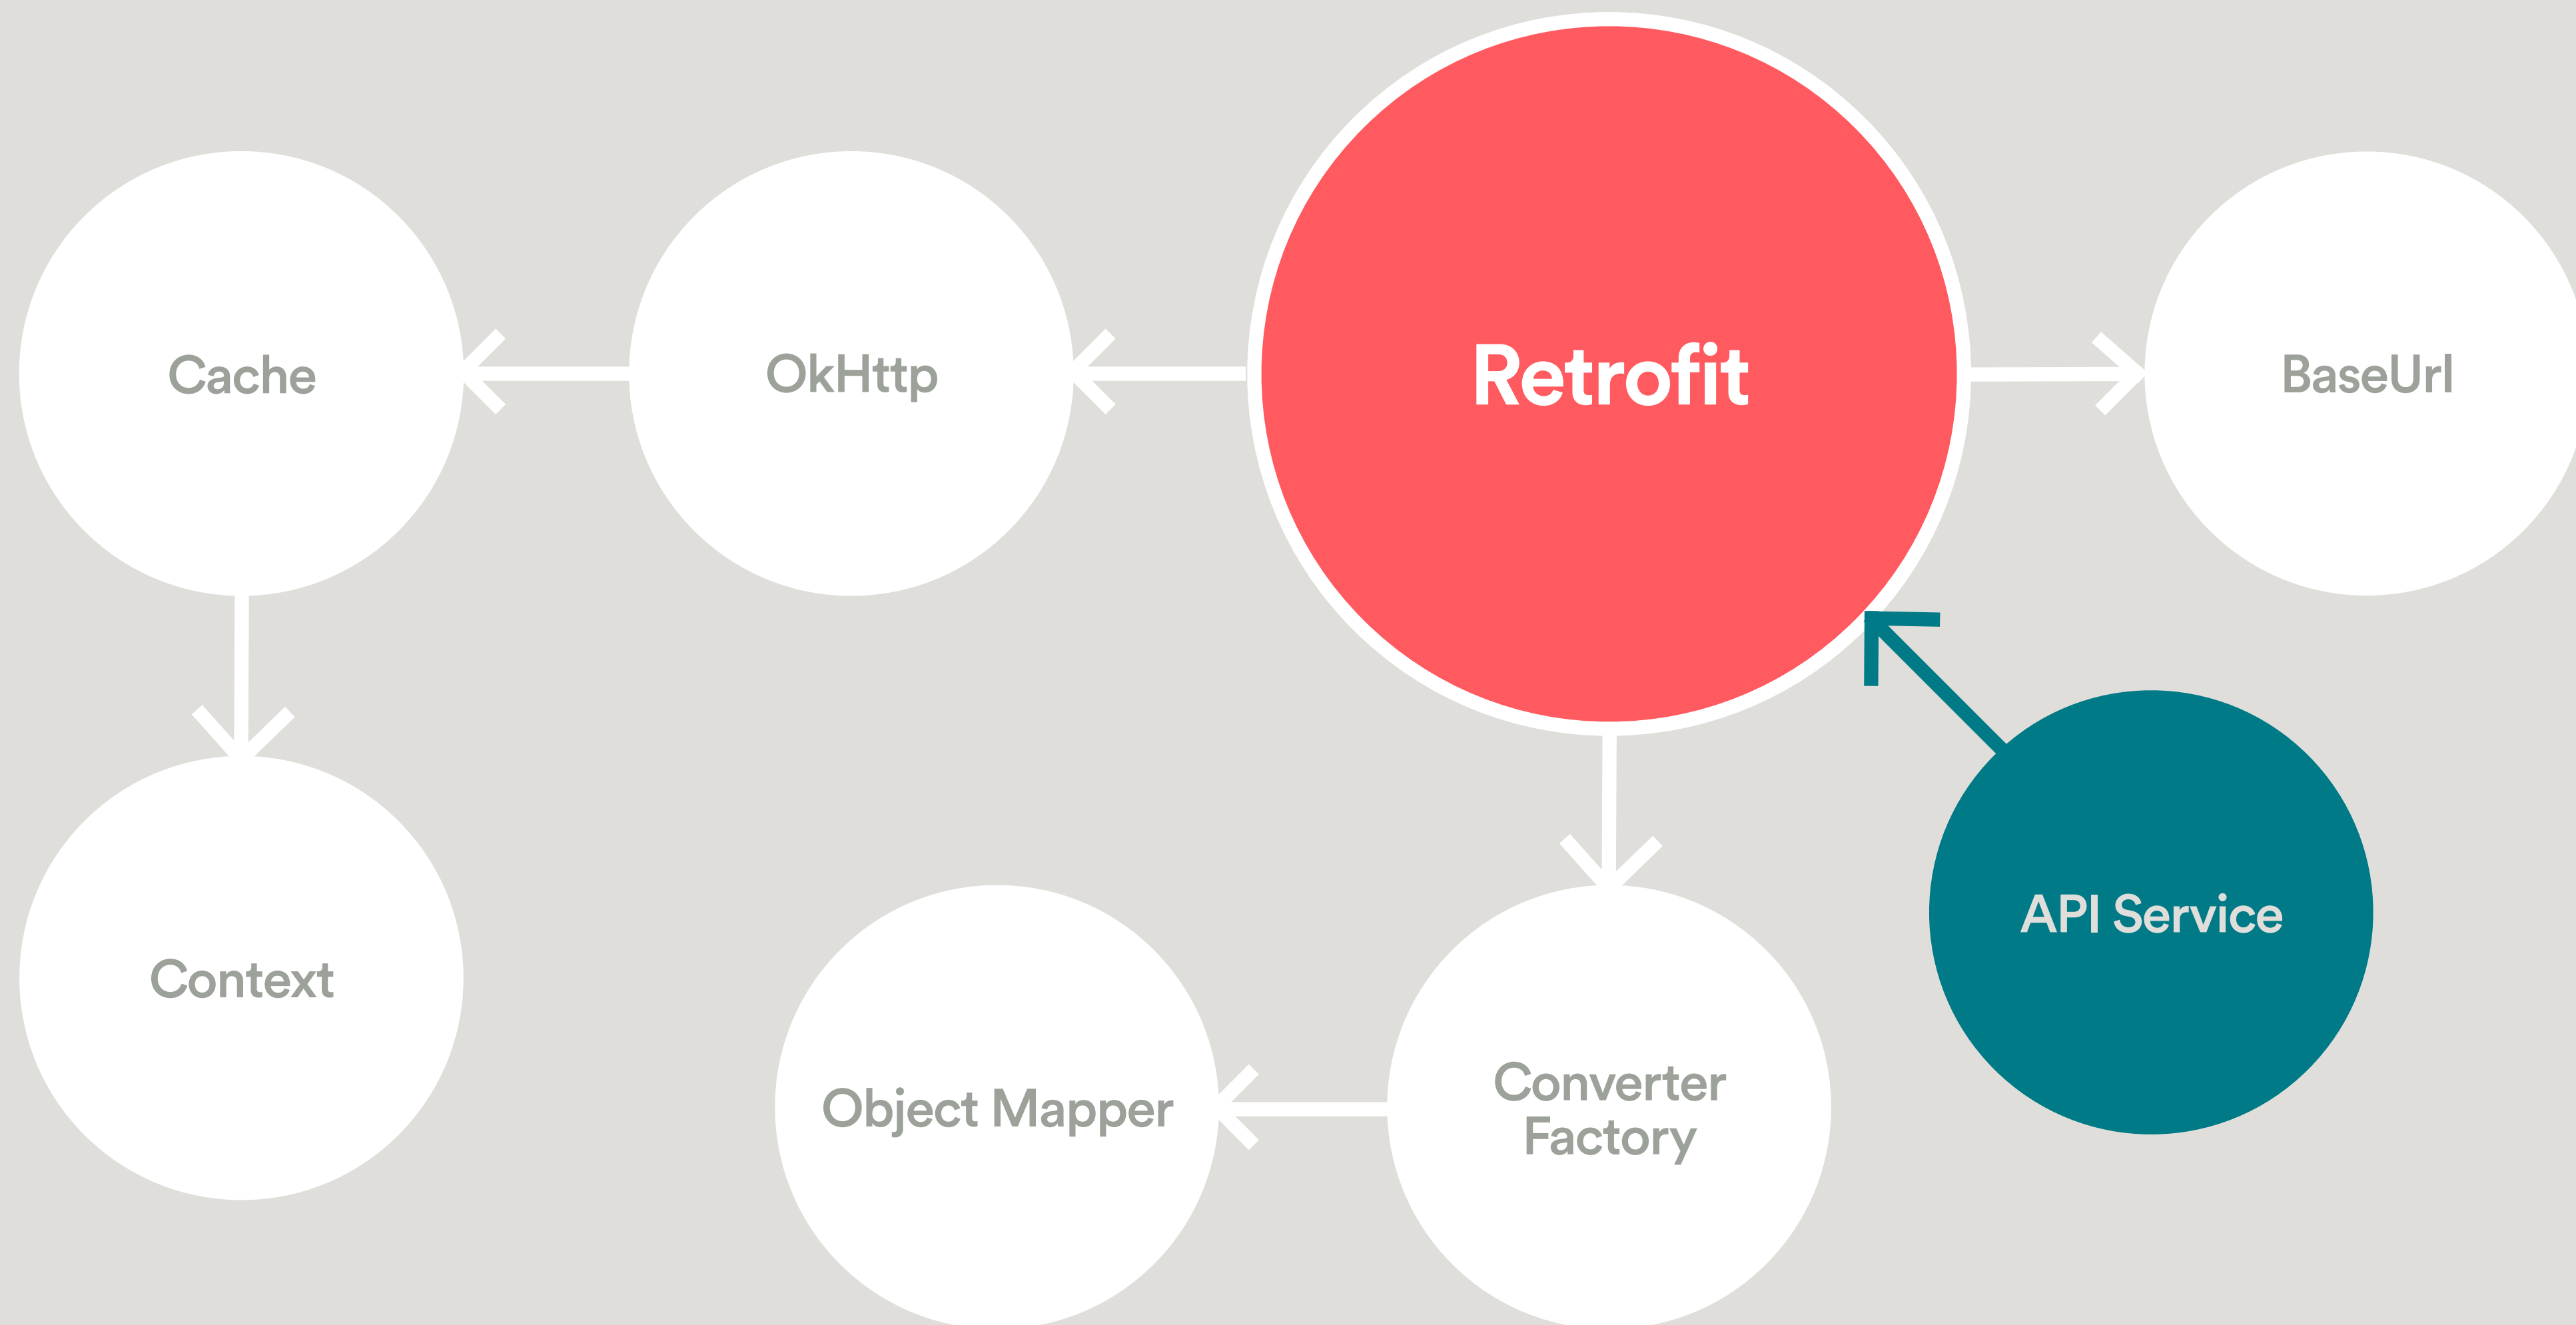 Cache
OkHttp
Retrofit
BaseUrl
Context
Object Mapper
Converter
Factory
API Service